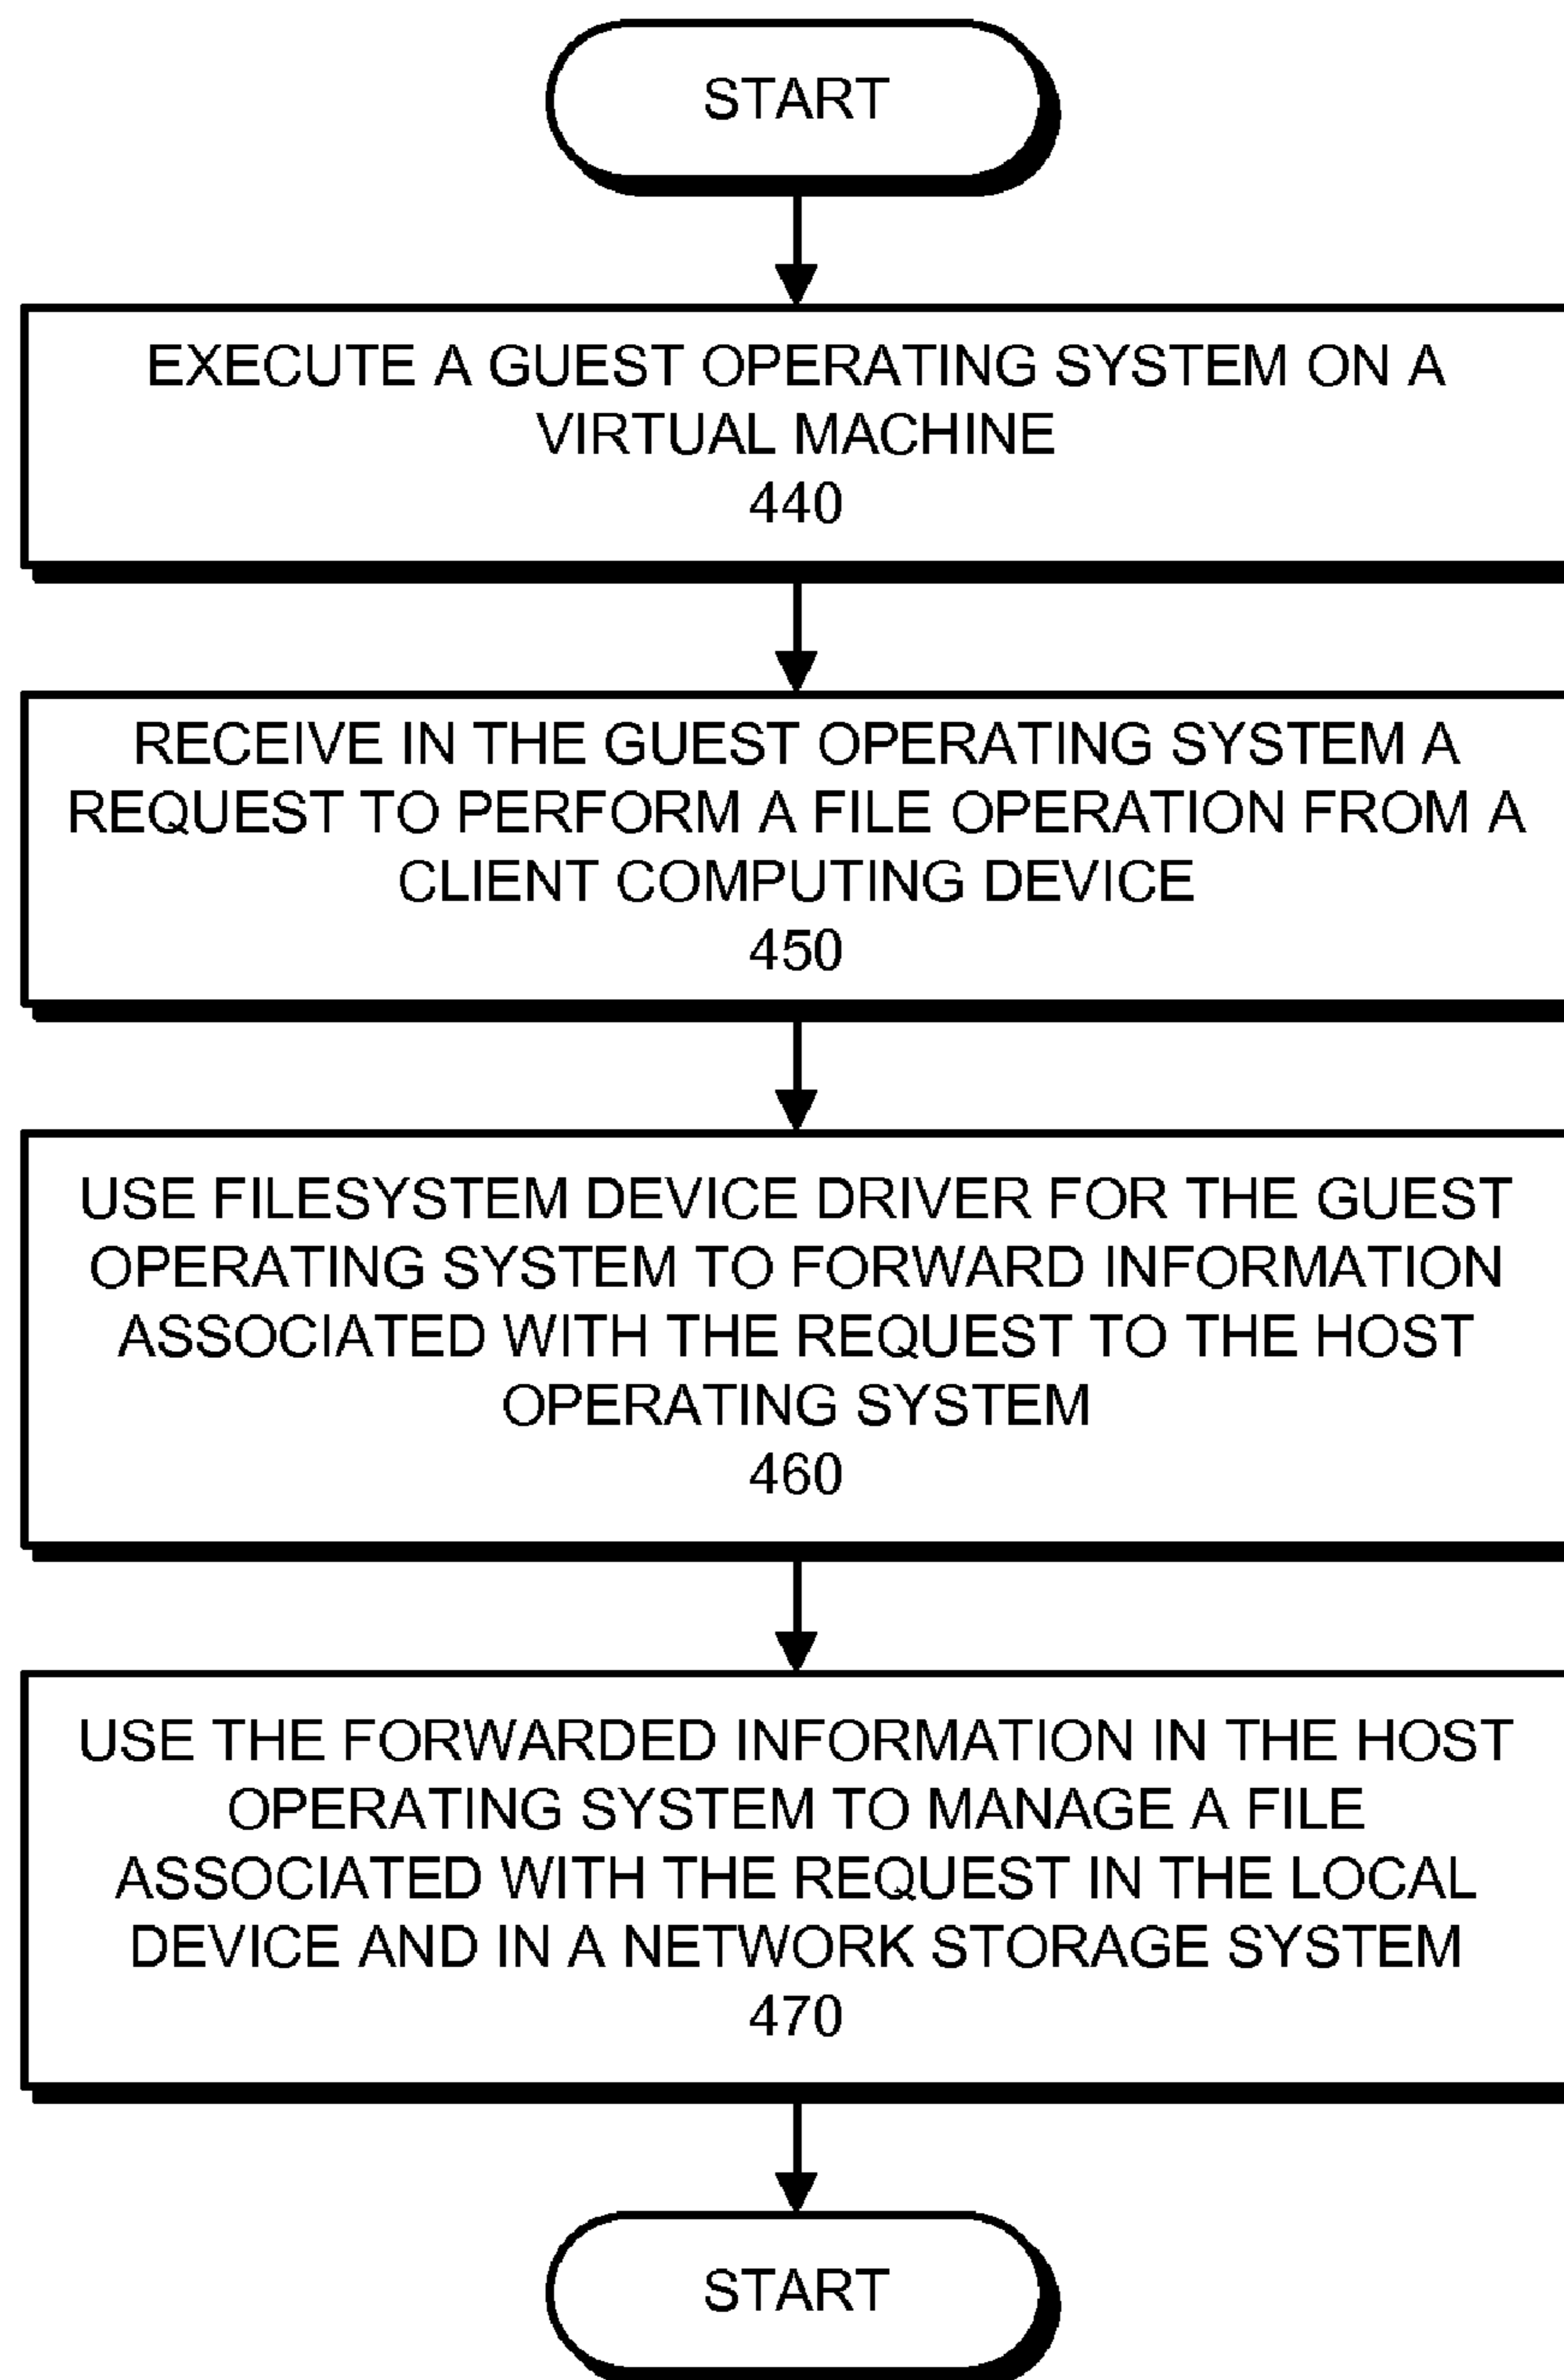 START
EXECUTE A GUEST OPERATING SYSTEM ON A
VIRTUAL MACHINE
440
RECEIVE IN THE GUEST OPERATING SYSTEM A
REQUEST TO PERFORM A FILE OPERATION FROM A
CLIENT COMPUTING DEVICE
450
USE FILESYSTEM DEVICE DRIVER FOR THE GUEST
OPERATING SYSTEM TO FORWARD INFORMATION
ASSOCIATED WITH THE REQUEST TO THE HOST
OPERATING SYSTEM
460
USE THE FORWARDED INFORMATION IN THE HOST
OPERATING SYSTEM TO MANAGE A FILE
ASSOCIATED WITH THE REQUEST IN THE LOCAL
DEVICE AND IN A NETWORK STORAGE SYSTEM
470
START